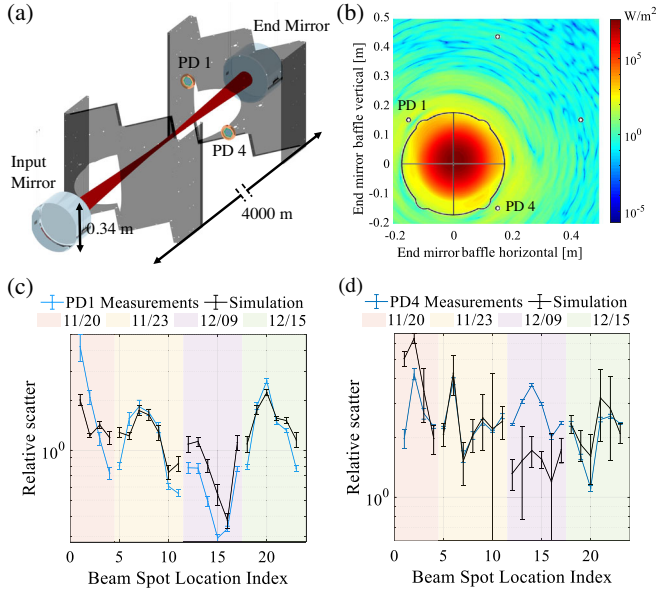 (a)
End Mirror
PD 1
PD 4
Input
Mirror
0.34 m
4000 m
(b)
W/m²
End mirror
baffle vertical [m]
0.5
0.4
0.3
0.2
0.1
0
-0.1
-0.2
PD 1
PD 4
-0.2 0 0.2 0.4
End mirror baffle horizontal [m]
10⁵
10⁰
10⁻⁵
(c)
PD1 Measurements Simulation
11/20 11/23 12/09 12/15
Relative scatter
10⁰
0 5 10 15 20
Beam Spot Location Index
(d)
PD4 Measurements Simulation
11/20 11/23 12/09 12/15
Relative scatter
10⁰
0 5 10 15 20
Beam Spot Location Index